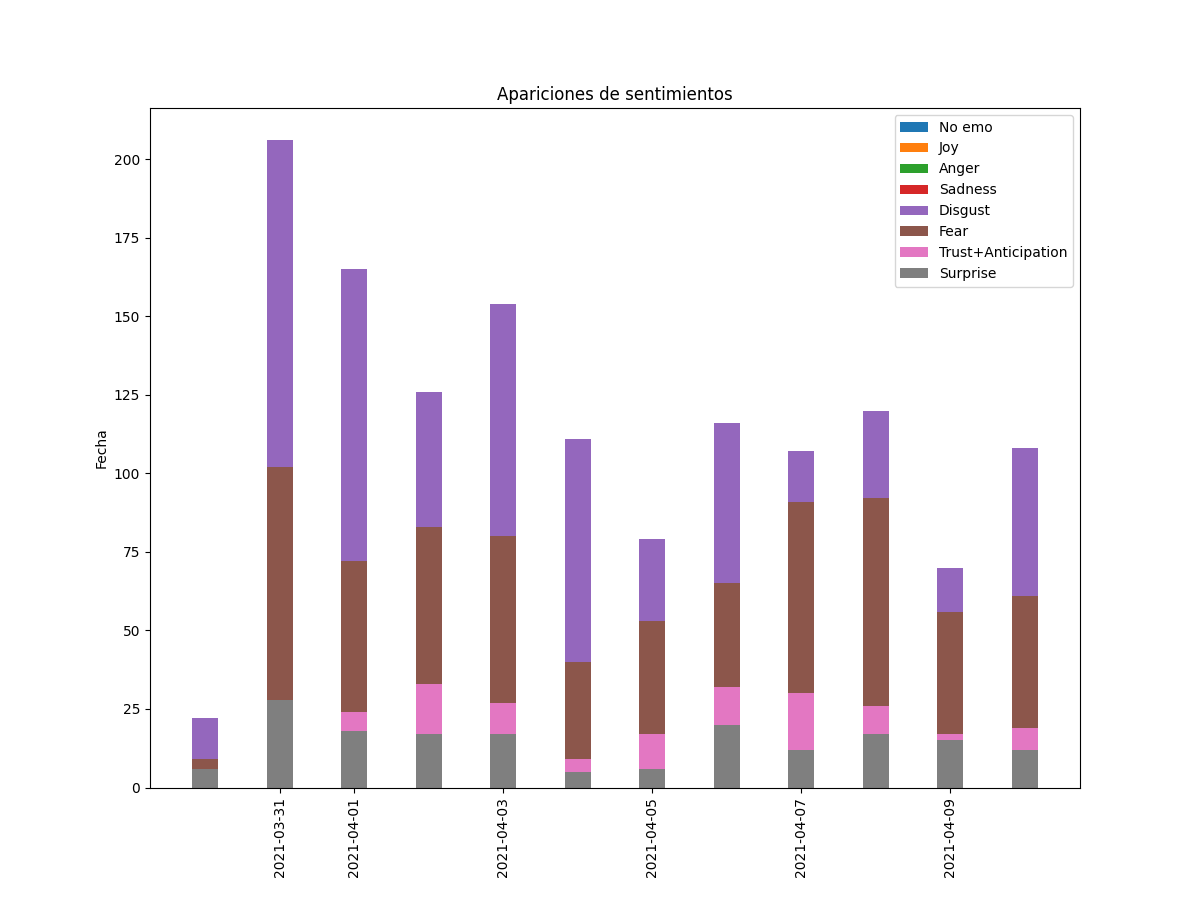 Apariciones de sentimientos
No emo
Joy
Anger
Sadness
Disgust
Fear
Trust+Anticipation
Surprise
200
175
150
125
100
75
50
25
0
Fecha
2021-03-31
2021-04-01
2021-04-03
2021-04-05
2021-04-07
2021-04-09